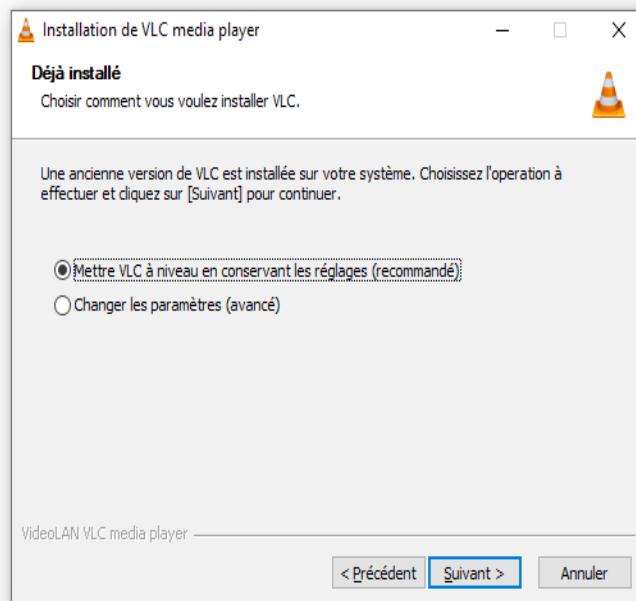 Installation de VLC media player
Déjà installé
Choisir comment vous voulez installer VLC.
Une ancienne version de VLC est installée sur votre système. Choisissez l'operation à
effectuer et cliquez sur [Suivant] pour continuer.
Mettre VLC à niveau en conservant les réglages (recommandé)
Changer les paramètres (avancé)
VideoLAN VLC media player
< Précédent Suivant > Annuler